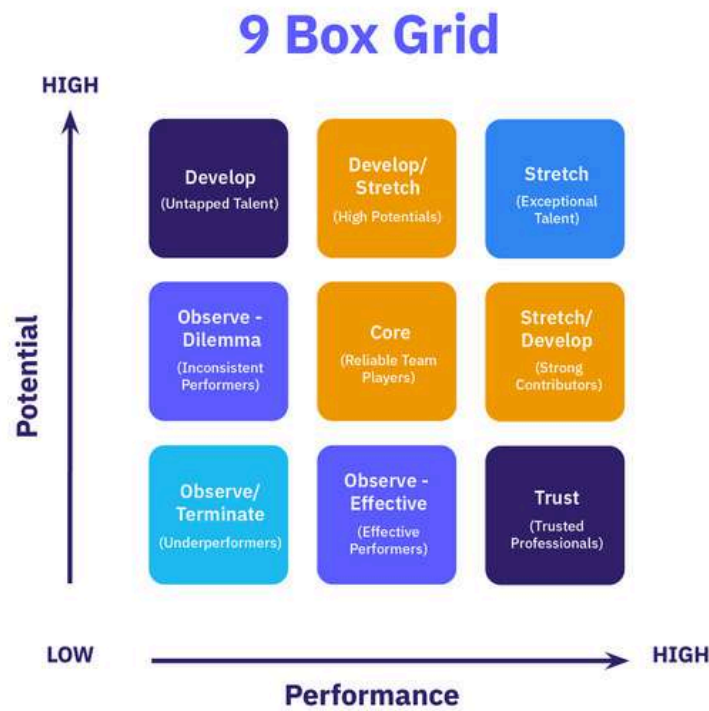 9 Box Grid
HIGH
Develop
(Untapped Talent)
Develop/
Stretch
(High Potentials)
Stretch
(Exceptional
Talent)
Potential
Observe -
Dilemma
(Inconsistent
Performers)
Core
(Reliable Team
Players)
Stretch/
Develop
(Strong
Contributors)
Observe/
Terminate
(Underperformers)
Observe -
Effective
(Effective
Performers)
Trust
(Trusted
Professionals)
LOW
HIGH
Performance